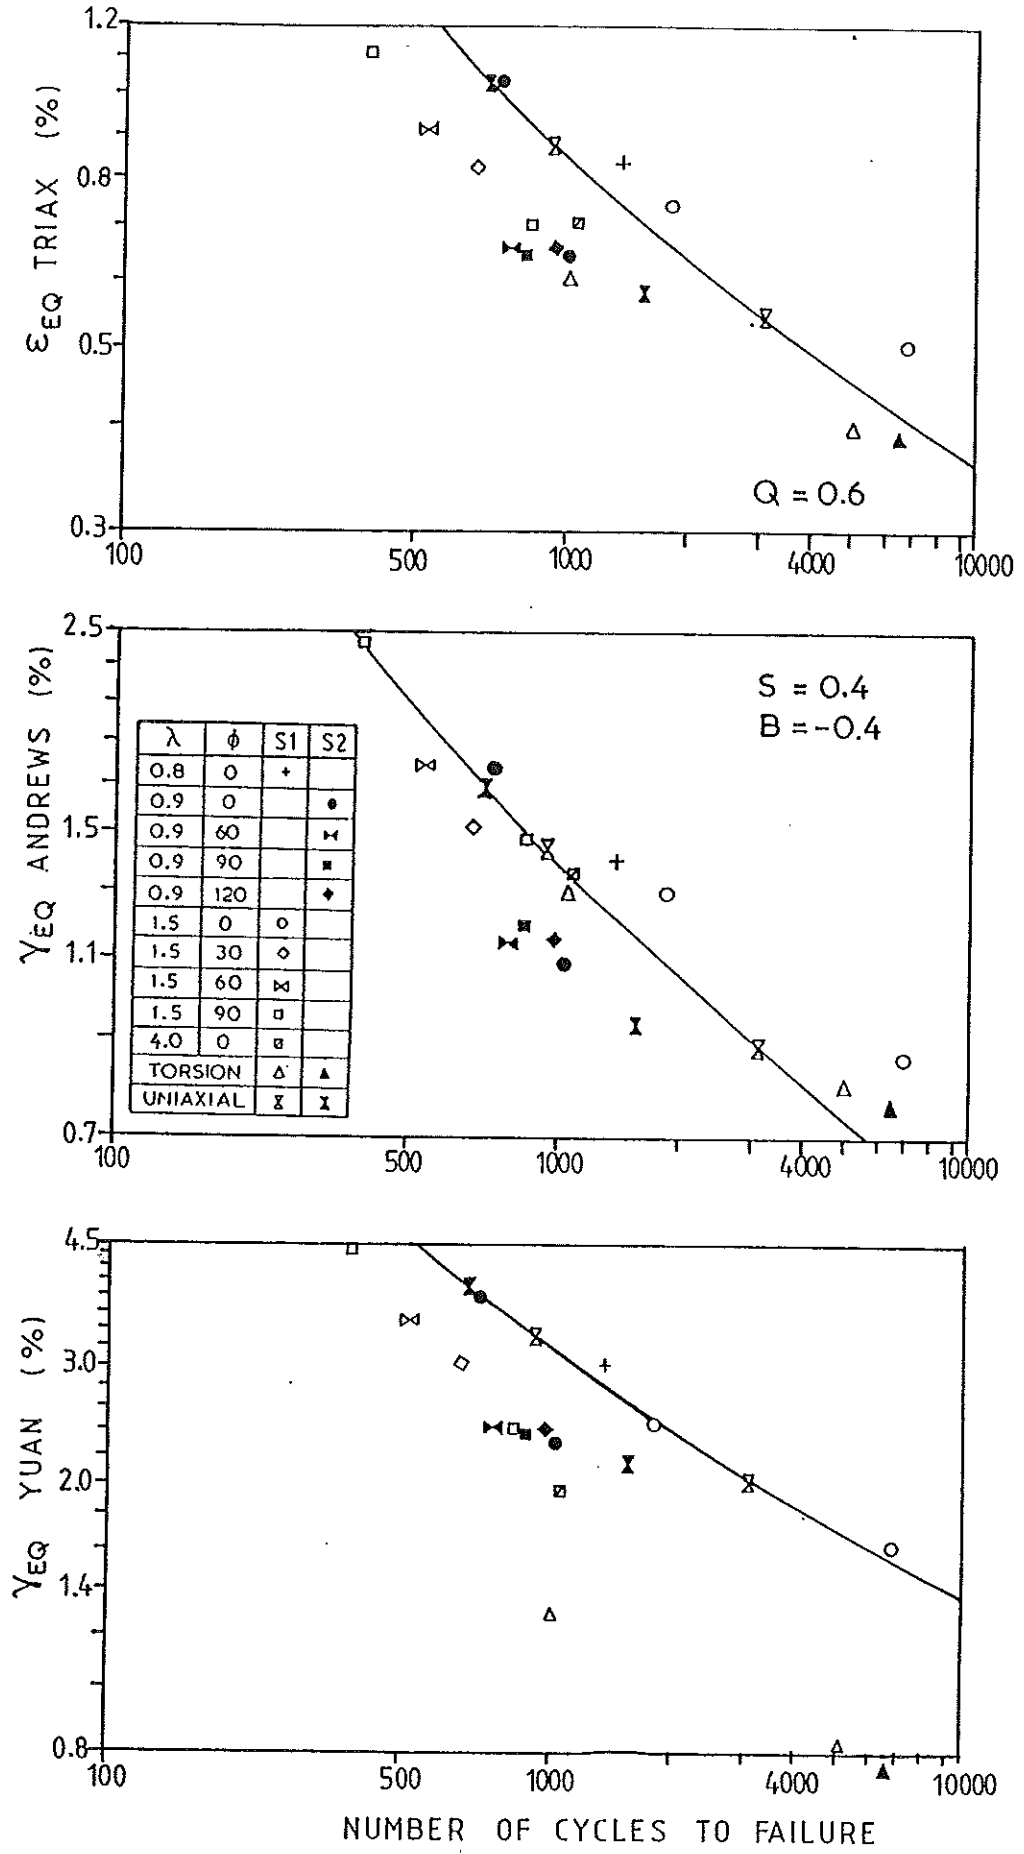 1.2
0.8
0.5
0.3
εEQ TRIAX (%)
Q = 0.6
100 500 1000 4000 10000
2.5
1.5
1.1
0.7
γEQ ANDREWS (%)
S = 0.4
B = -0.4
λ ϕ S1 S2
0.8 0 +
0.9 0
0.9 60
0.9 90
0.9 120
1.5 0
1.5 30
1.5 60
1.5 90
4.0 0
TORSION
UNIAXIAL
100 500 1000 4000 10000
4.5
3.0
2.0
1.4
0.8
γEQ YUAN (%)
100 500 1000 4000 10000
NUMBER OF CYCLES TO FAILURE